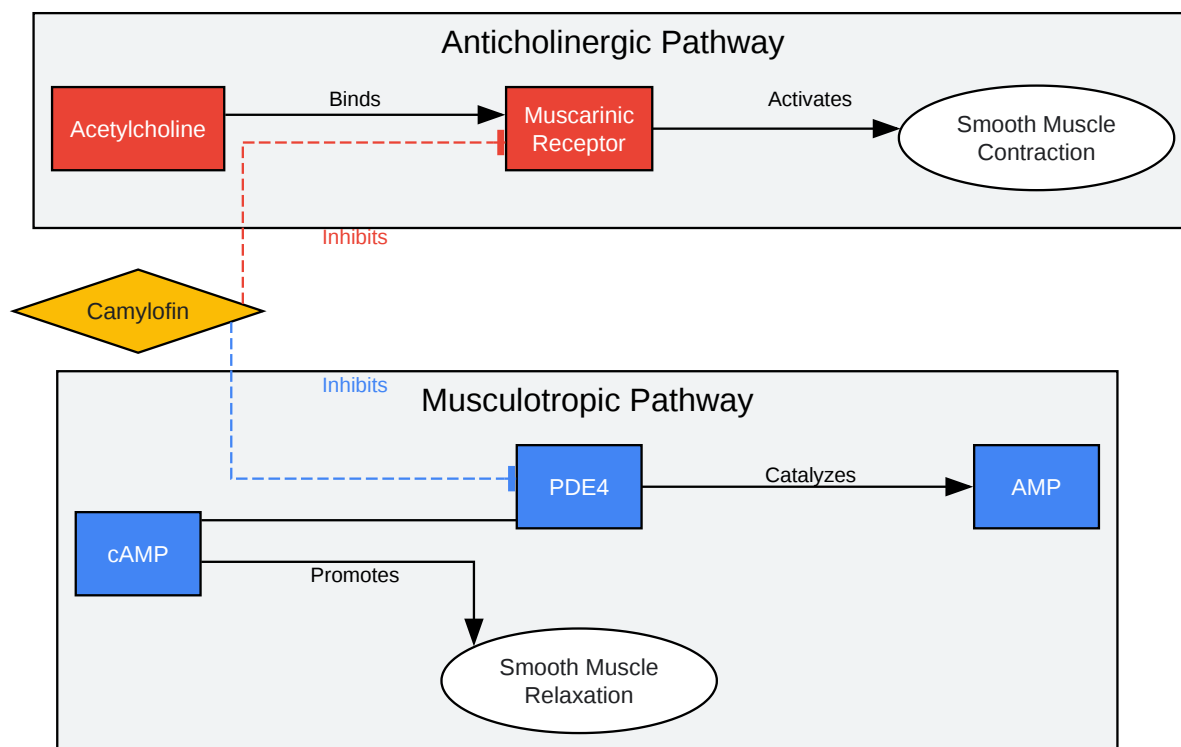 Anticholinergic Pathway
Acetylcholine
Binds
Muscarinic
Receptor
Activates
Smooth Muscle
Contraction
Inhibits
Camylofin
Inhibits
Musculotropic Pathway
PDE4
Catalyzes
AMP
cAMP
Promotes
Smooth Muscle
Relaxation